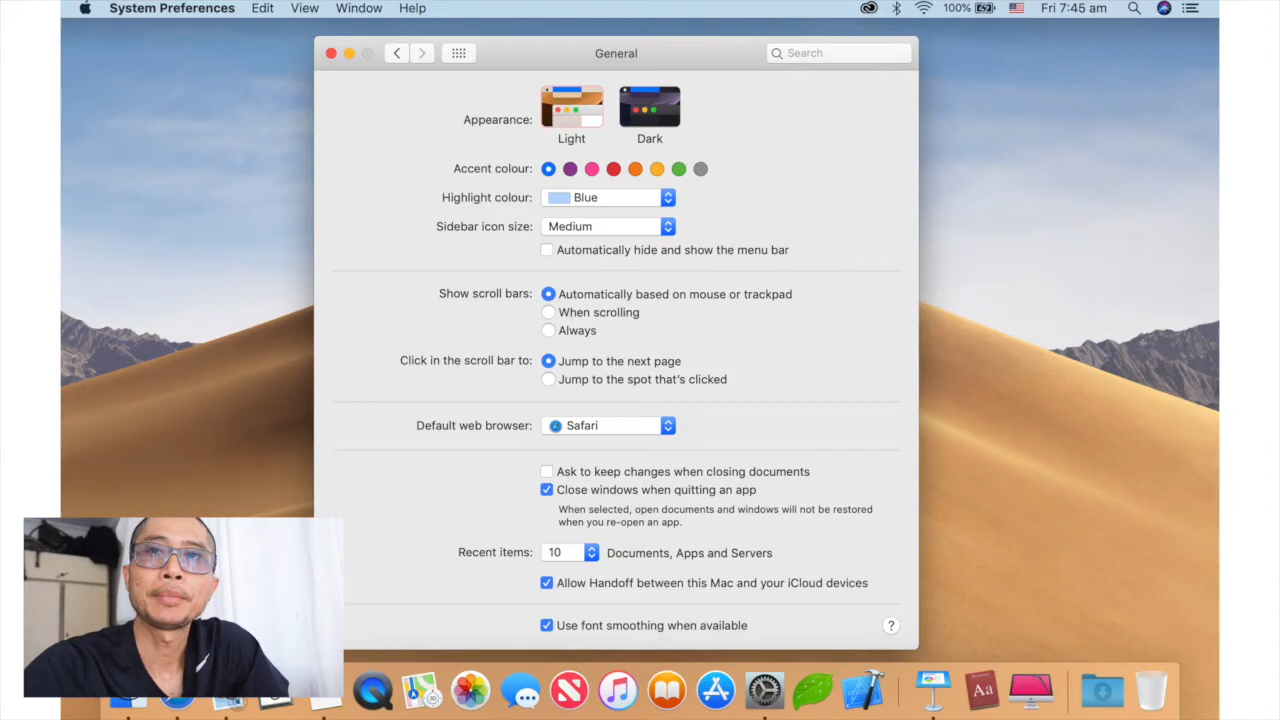 System Preferences Edit View Window Help 100% Fri 7:45 am
General
Search
Appearance:
Light Dark
Accent colour:
Highlight colour: Blue
Sidebar icon size: Medium
Automatically hide and show the menu bar
Show scroll bars: Automatically based on mouse or trackpad
When scrolling
Always
Click in the scroll bar to: Jump to the next page
Jump to the spot that's clicked
Default web browser: Safari
Ask to keep changes when closing documents
Close windows when quitting an app
When selected, open documents and windows will not be restored
when you re-open an app.
Recent items: 10 Documents, Apps and Servers
Allow Handoff between this Mac and your iCloud devices
Use font smoothing when available ?
3D
Aa